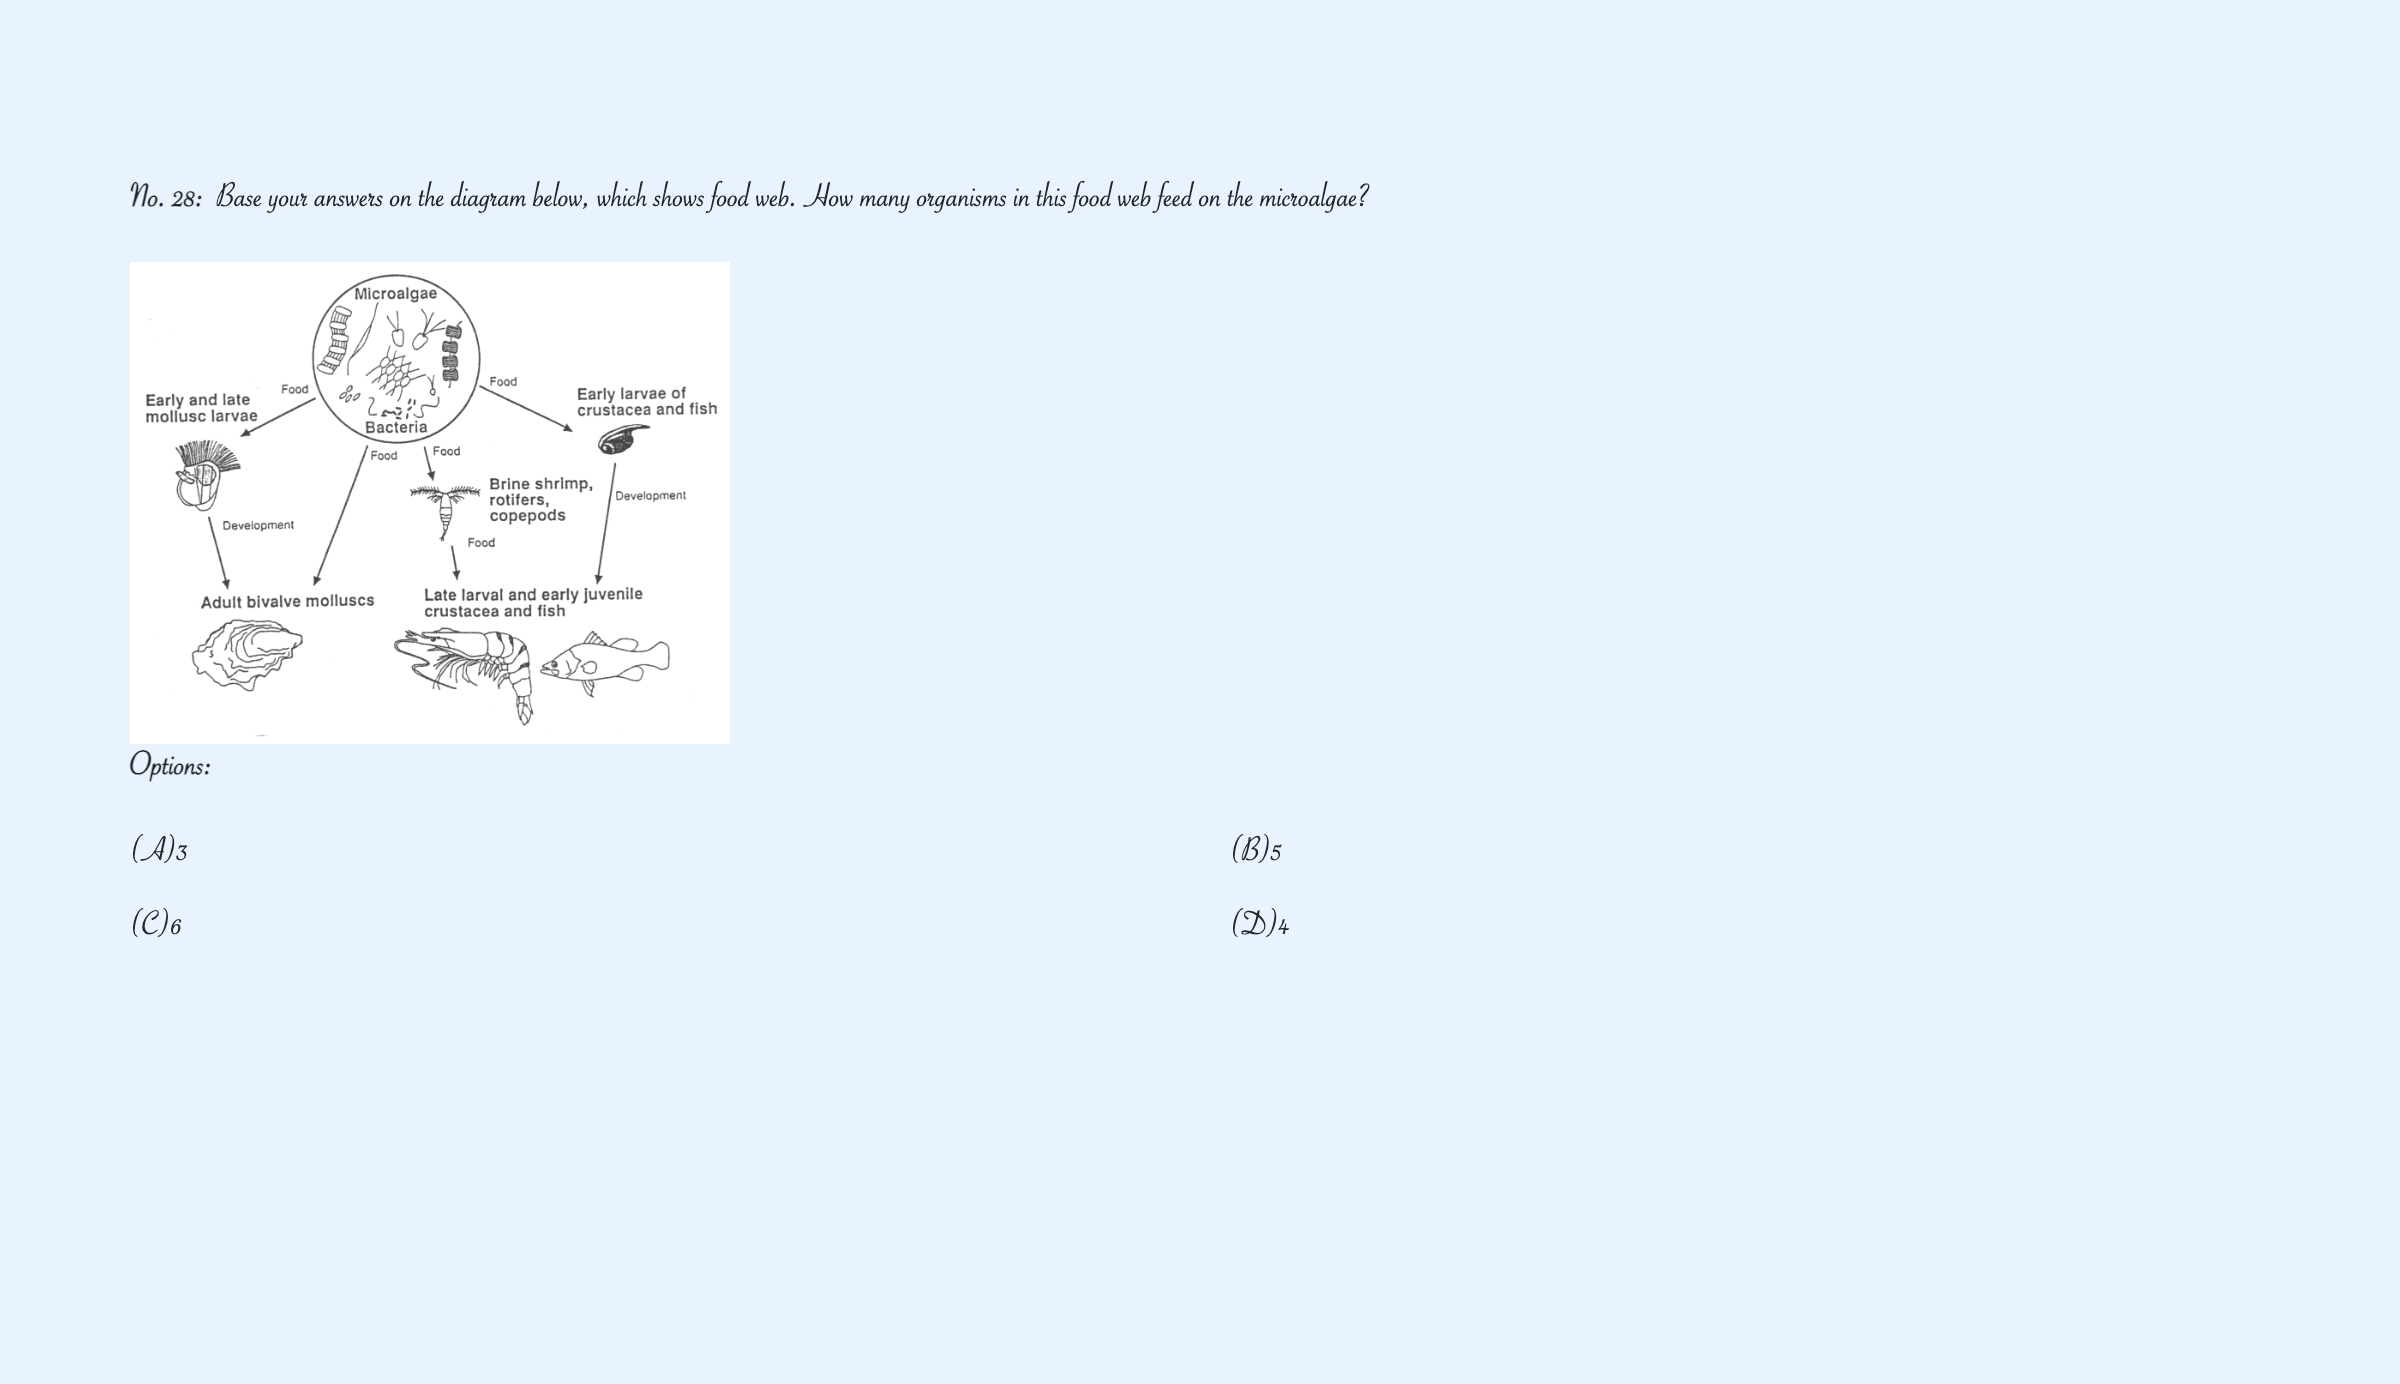 No. 28: Base your answers on the diagram below, which shows food web. How many organisms in this food web feed on the microalgae?
Microalgae
Bacteria
Food
Food
Early and late
mollusc larvae
Early larvae of
crustacea and fish
Food
Food
Brine shrimp,
rotifers,
copepods
Development
Development
Food
Adult bivalve molluscs
Late larval and early juvenile
crustacea and fish
Options:
(A)3
(B)5
(C)6
(D)4